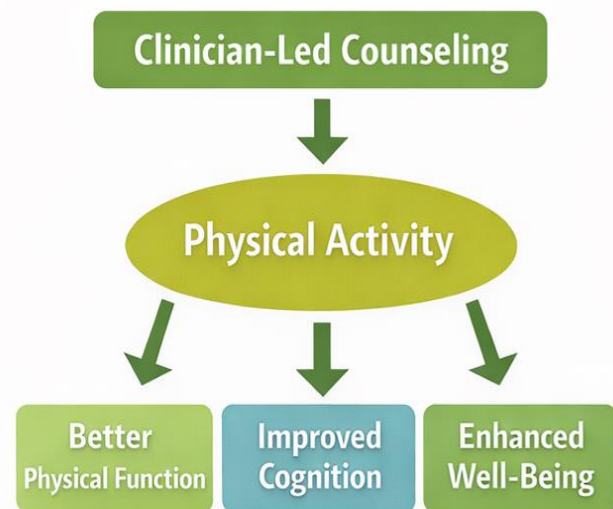 Clinician-Led Counseling
Physical Activity
Better
Physical Function
Improved
Cognition
Enhanced
Well-Being